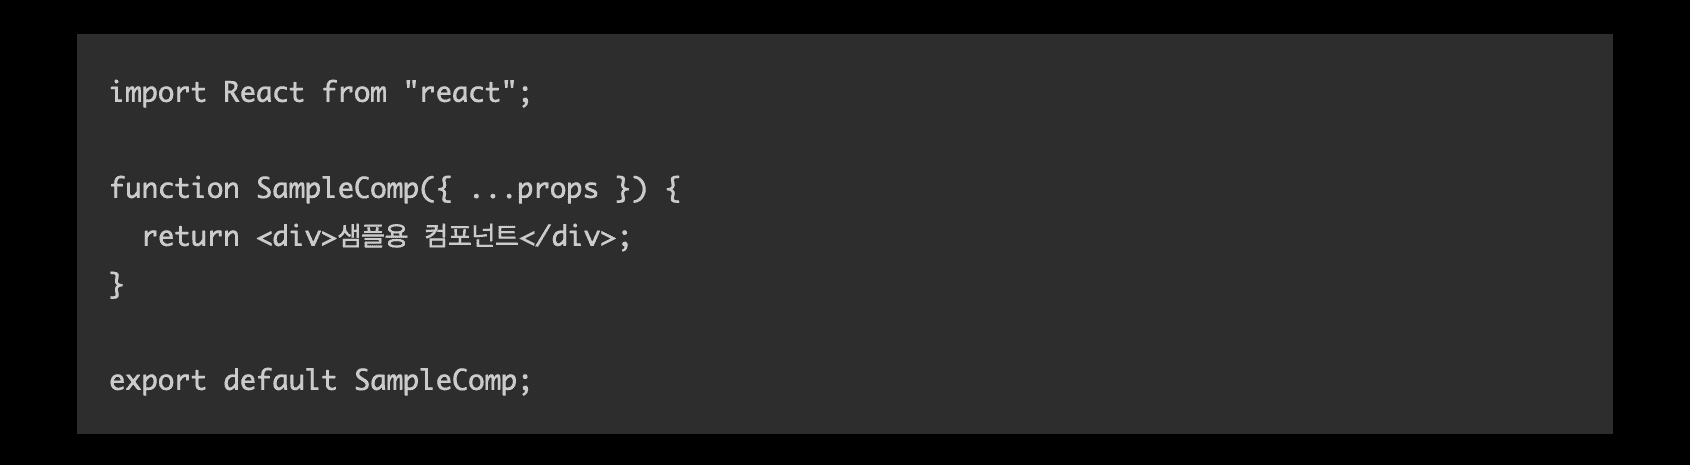 import React from "react";
function SampleComp({ ...props }) {
  return <div>샘플용 컴포넌트</div>;
}
export default SampleComp;